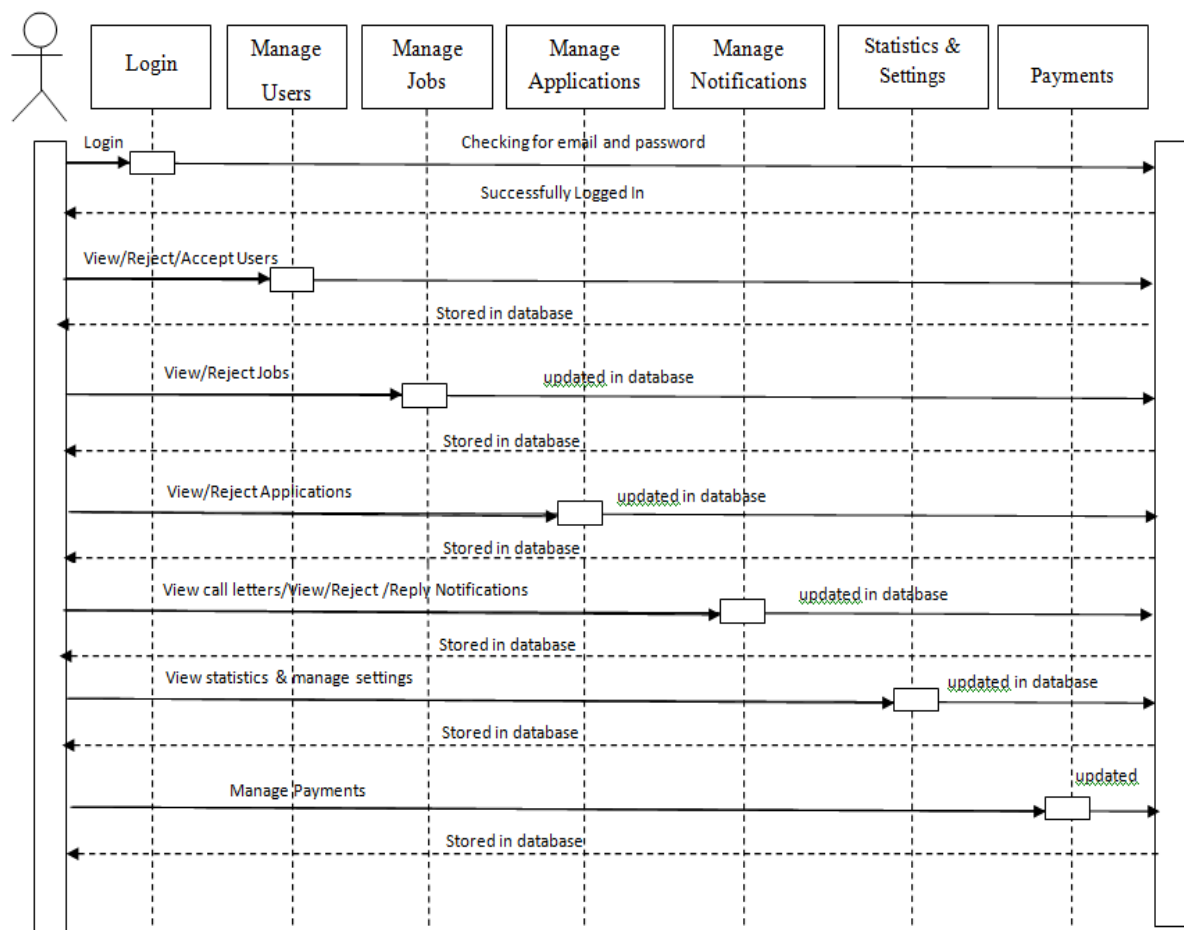 Login
Manage
Users
Manage
Jobs
Manage
Applications
Manage
Notifications
Statistics &
Settings
Payments
Login
Checking for email and password
Successfully Logged In
View/Reject/Accept Users
Stored in database
View/Reject Jobs
updated in database
Stored in database
View/Reject Applications
updated in database
Stored in database
View call letters/View/Reject /Reply Notifications
updated in database
Stored in database
View statistics & manage settings
updated in database
Stored in database
Manage Payments
updated
Stored in database